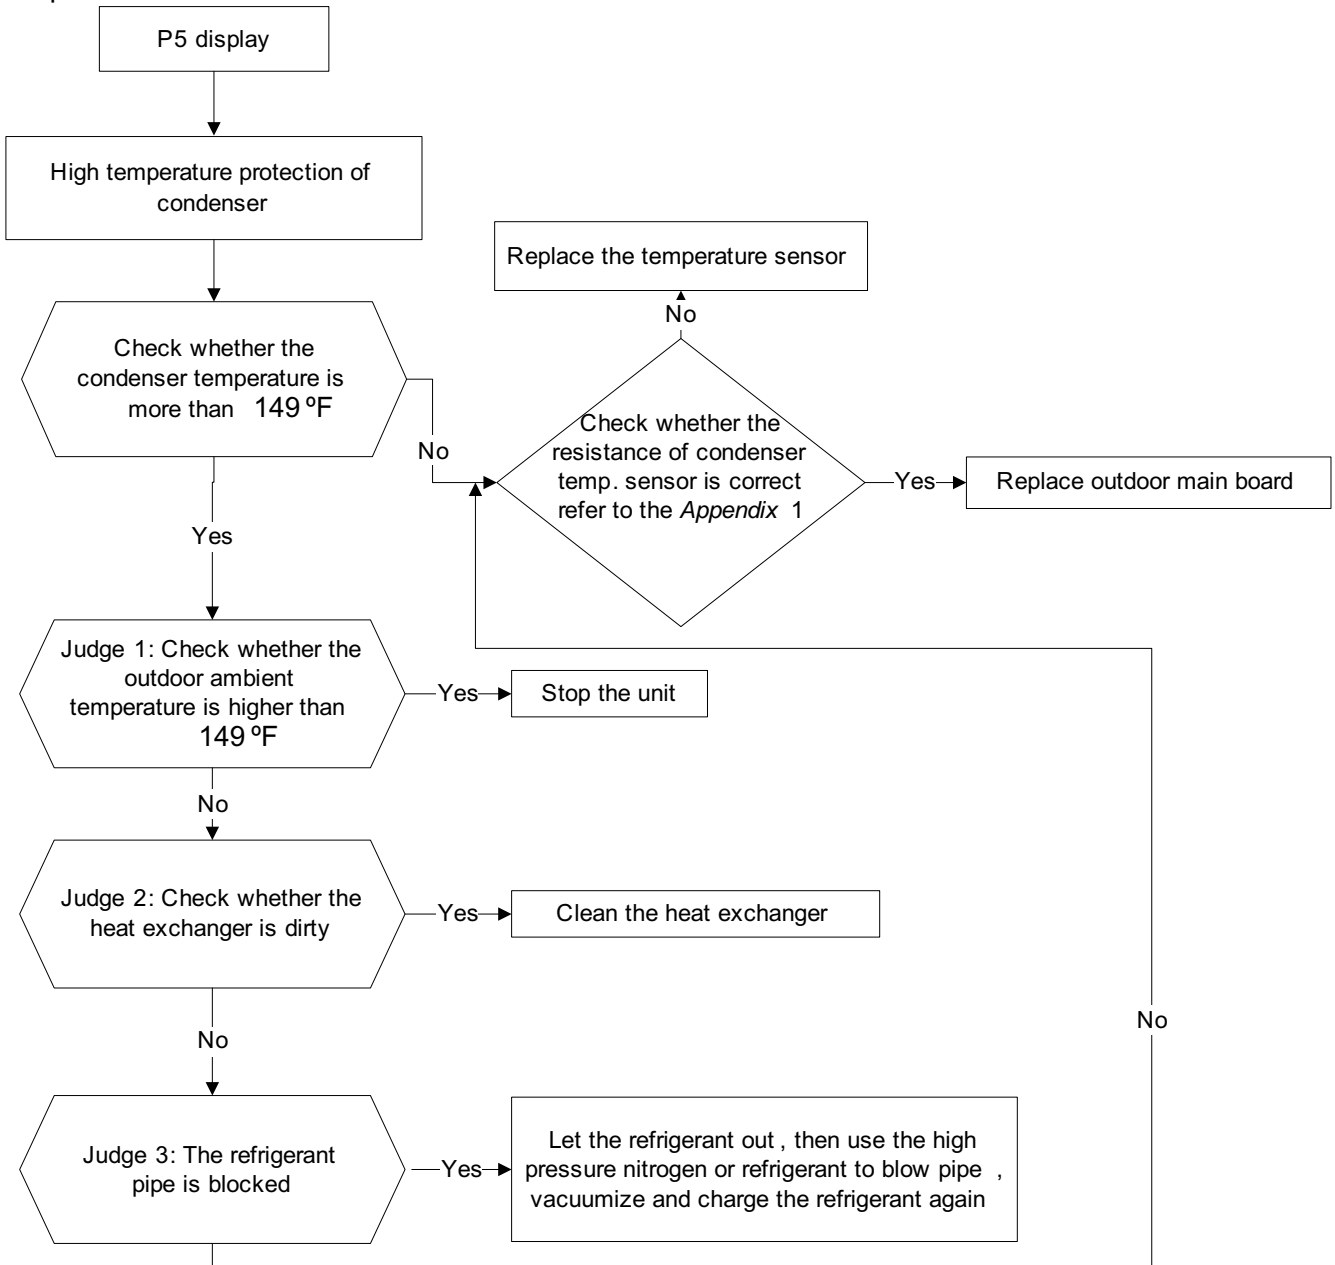 P5 display
High temperature protection of
condenser
Replace the temperature sensor
No
Check whether the
condenser temperature is
more than 149 ºF
No
Check whether the
resistance of condenser
temp. sensor is correct
refer to the Appendix 1
Yes
Replace outdoor main board
Yes
Judge 1: Check whether the
outdoor ambient
temperature is higher than
149 ºF
Yes
Stop the unit
No
Judge 2: Check whether the
heat exchanger is dirty
Yes
Clean the heat exchanger
No
No
Judge 3: The refrigerant
pipe is blocked
Yes
Let the refrigerant out , then use the high
pressure nitrogen or refrigerant to blow pipe ,
vacuumize and charge the refrigerant again